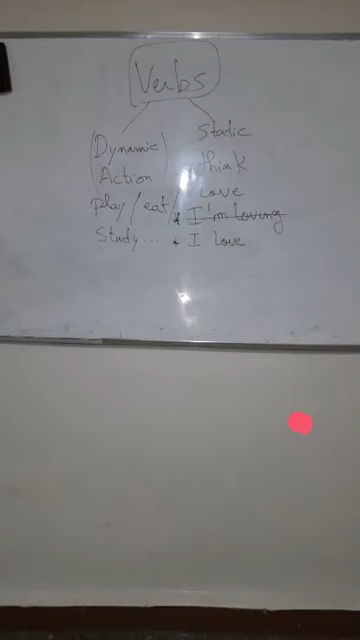 Verbs
(Dynamic)
Action
Play / eat /
Study...
Static
think
Love
* I'm loving
* I love